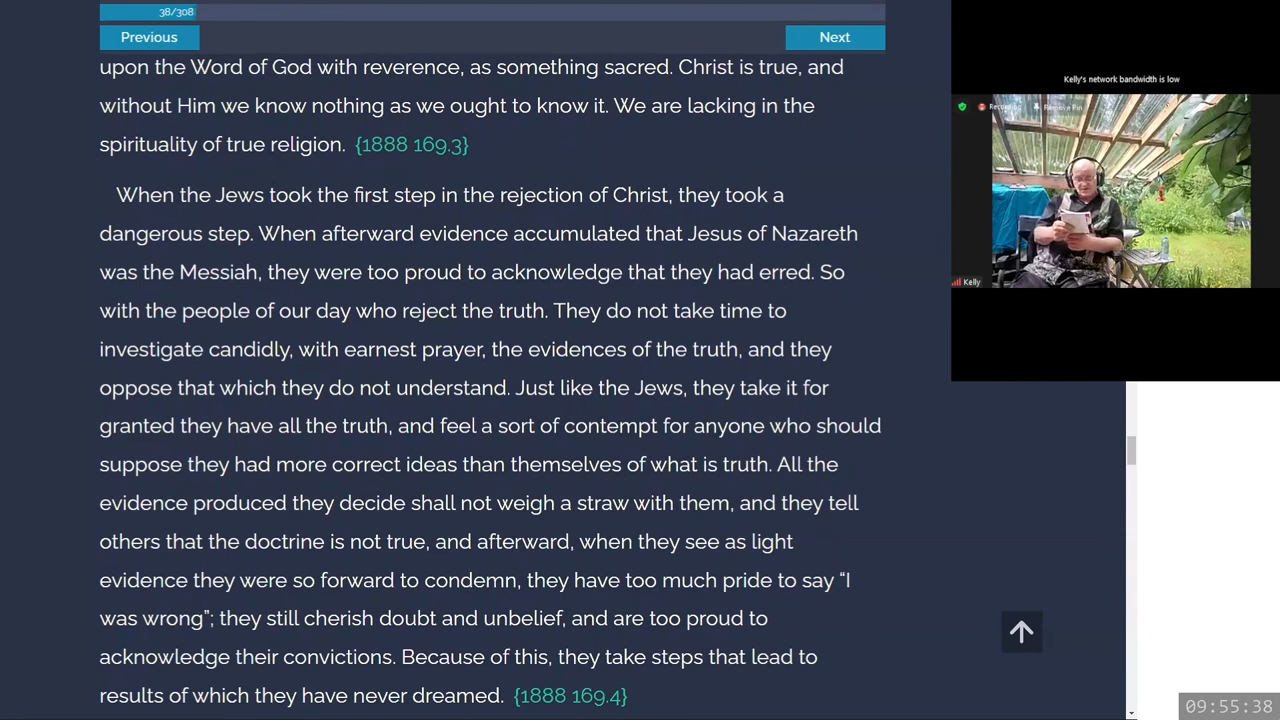 38/308
Previous
Next
upon the Word of God with reverence, as something sacred. Christ is true, and
without Him we know nothing as we ought to know it. We are lacking in the
spirituality of true religion. {1888 169.3}
When the Jews took the first step in the rejection of Christ, they took a
dangerous step. When afterward evidence accumulated that Jesus of Nazareth
was the Messiah, they were too proud to acknowledge that they had erred. So
with the people of our day who reject the truth. They do not take time to
investigate candidly, with earnest prayer, the evidences of the truth, and they
oppose that which they do not understand. Just like the Jews, they take it for
granted they have all the truth, and feel a sort of contempt for anyone who should
suppose they had more correct ideas than themselves of what is truth. All the
evidence produced they decide shall not weigh a straw with them, and they tell
others that the doctrine is not true, and afterward, when they see as light
evidence they were so forward to condemn, they have too much pride to say “I
was wrong”; they still cherish doubt and unbelief, and are too proud to
acknowledge their convictions. Because of this, they take steps that lead to
results of which they have never dreamed. {1888 169.4}
Kelly's network bandwidth is low
Recording
Remove Pin
Kelly
09:55:38